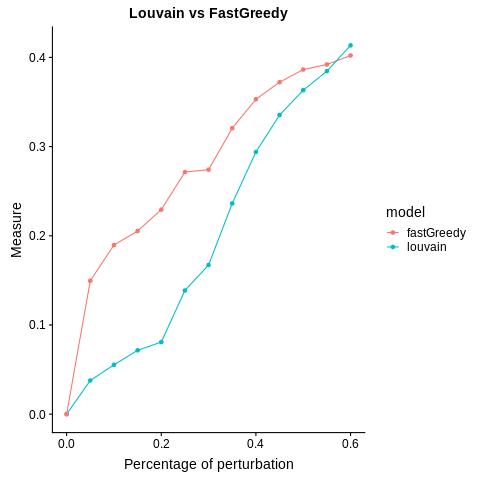 Louvain vs FastGreedy
0.4
0.3
0.2
0.1
0.0
Measure
0.0 0.2 0.4 0.6
Percentage of perturbation
model
fastGreedy
louvain